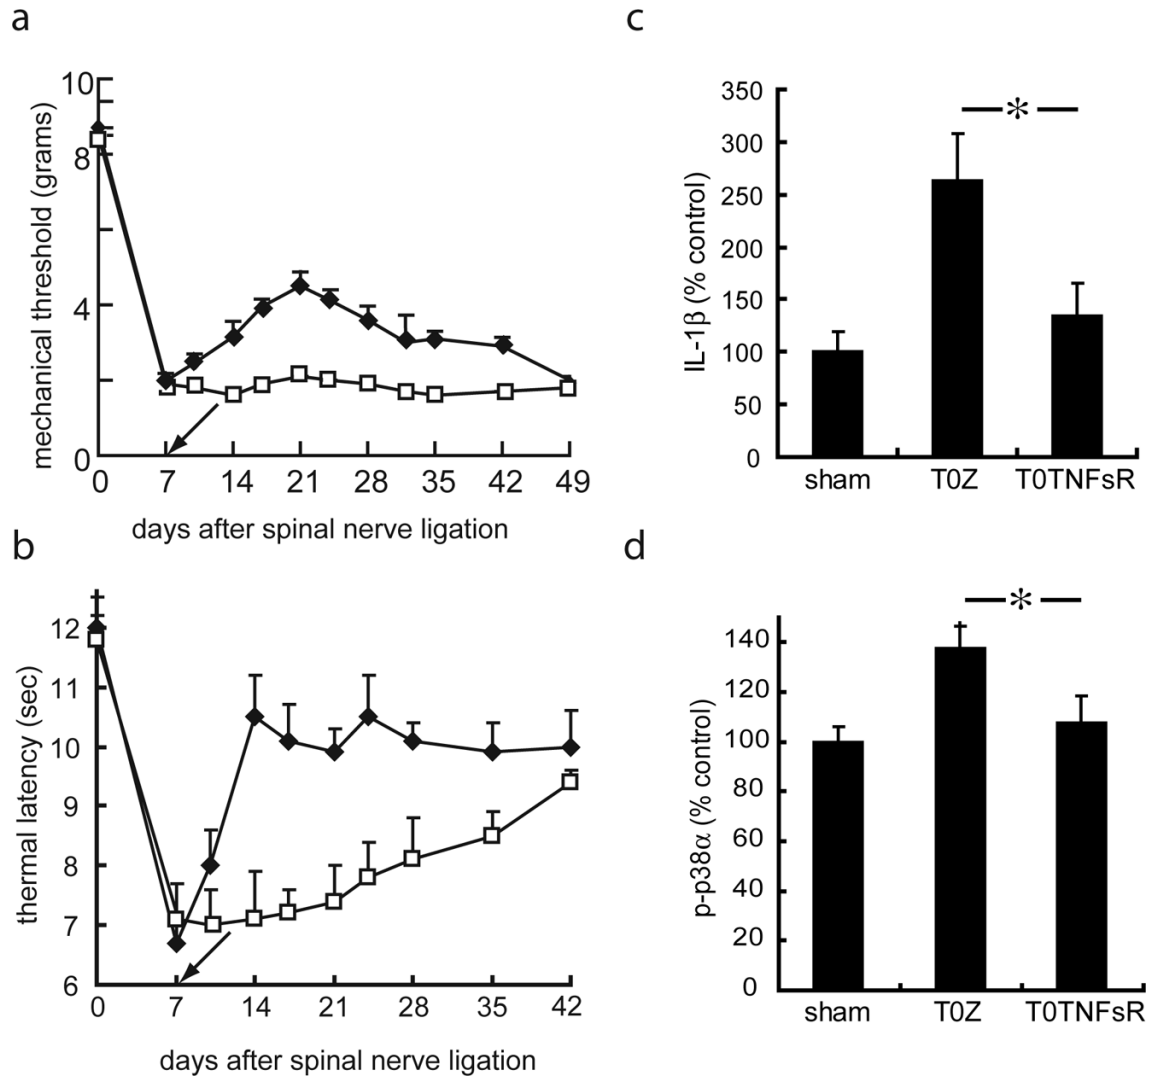 a
mechanical threshold (grams)
10
8
4
0
0 7 14 21 28 35 42 49
days after spinal nerve ligation
b
thermal latency (sec)
12
11
10
9
8
7
6
0 7 14 21 28 35 42
days after spinal nerve ligation
c
IL-1β (% control)
350
300
250
200
150
100
50
0
*
sham T0Z T0TNFsR
d
p-p38α (% control)
140
120
100
80
60
40
20
0
*
sham T0Z T0TNFsR